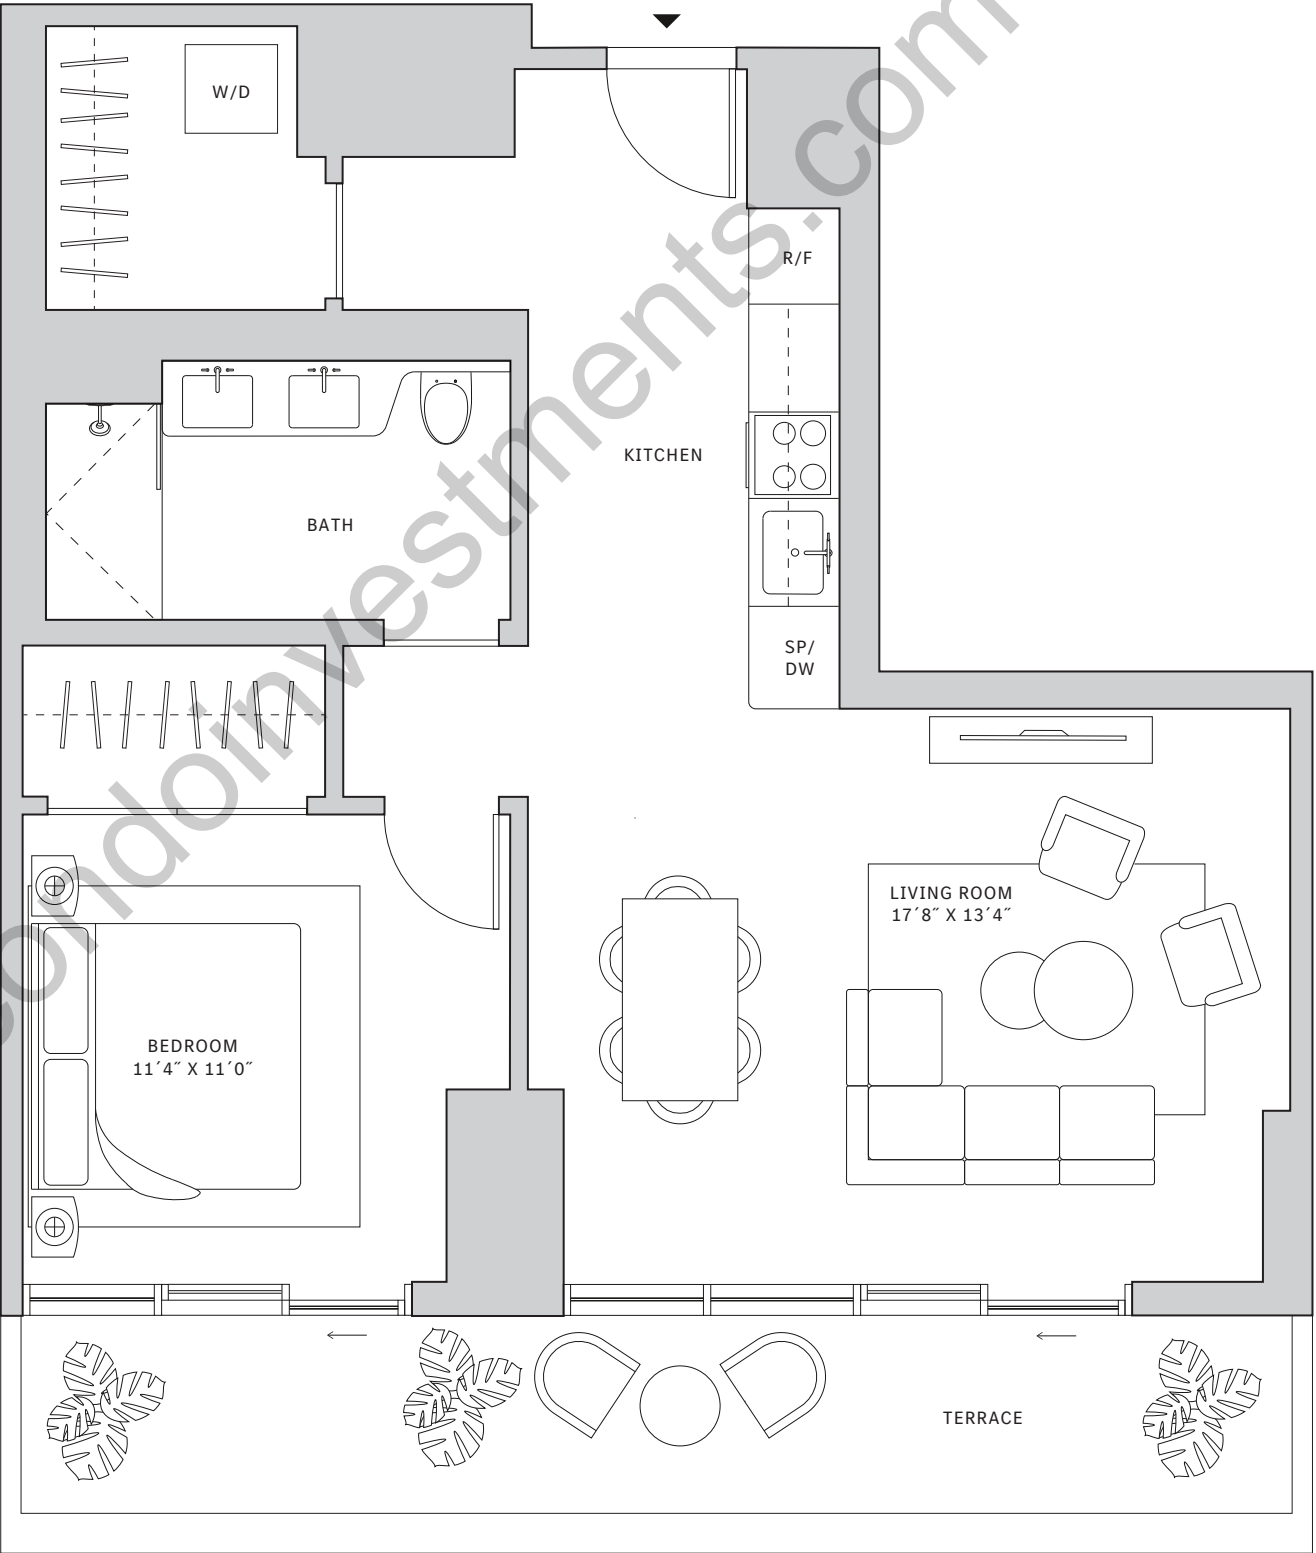 W/D
R/F
KITCHEN
BATH
SP/
DW
LIVING ROOM
17´8˝ X 13´4˝
BEDROOM
11´4˝ X 11´0˝
TERRACE
condoinvestments.com